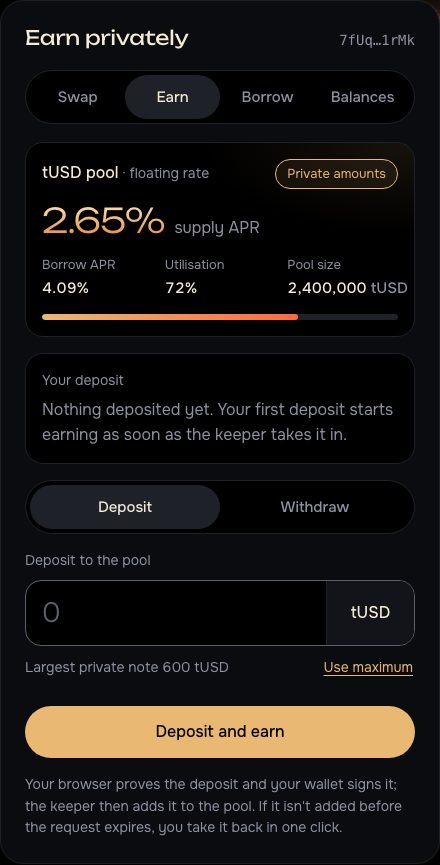 Earn privately
7fUq…1rMk
Swap Earn Borrow Balances
tUSD pool · floating rate
Private amounts
2.65% supply APR
Borrow APR Utilisation Pool size
4.09% 72% 2,400,000 tUSD
Your deposit
Nothing deposited yet. Your first deposit starts
earning as soon as the keeper takes it in.
Deposit Withdraw
Deposit to the pool
0 tUSD
Largest private note 600 tUSD Use maximum
Deposit and earn
Your browser proves the deposit and your wallet signs it;
the keeper then adds it to the pool. If it isn't added before
the request expires, you take it back in one click.